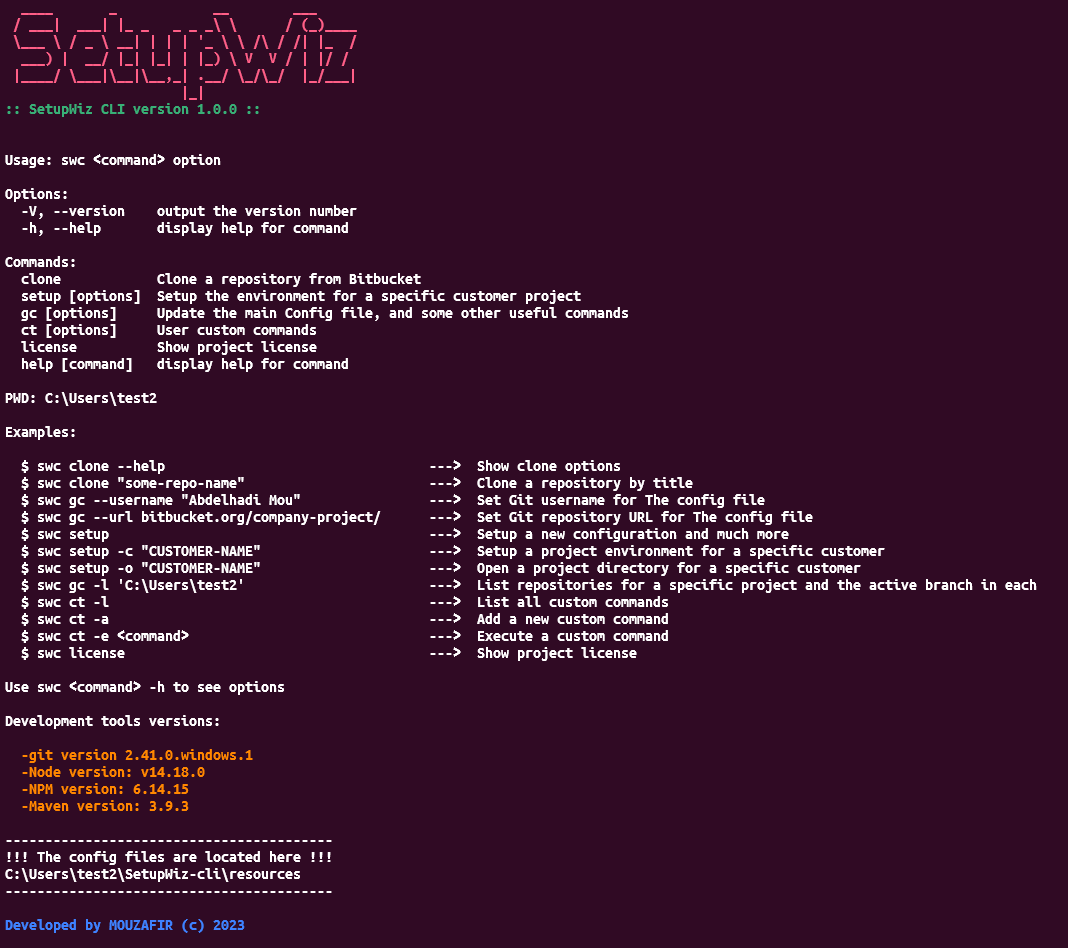 SetupWiz
:: SetupWiz CLI version 1.0.0 ::
Usage: swc <command> option
Options:
-V, --version    output the version number
-h, --help       display help for command
Commands:
clone            Clone a repository from Bitbucket
setup [options]  Setup the environment for a specific customer project
gc [options]     Update the main Config file, and some other useful commands
ct [options]     User custom commands
license          Show project license
help [command]   display help for command
PWD: C:\Users\test2
Examples:
$ swc clone --help                                 --->  Show clone options
$ swc clone "some-repo-name"                       --->  Clone a repository by title
$ swc gc --username "Abdelhadi Mou"                --->  Set Git username for The config file
$ swc gc --url bitbucket.org/company-project/      --->  Set Git repository URL for The config file
$ swc setup                                        --->  Setup a new configuration and much more
$ swc setup -c "CUSTOMER-NAME"                     --->  Setup a project environment for a specific customer
$ swc setup -o "CUSTOMER-NAME"                     --->  Open a project directory for a specific customer
$ swc gc -l 'C:\Users\test2'                       --->  List repositories for a specific project and the active branch in each
$ swc ct -l                                        --->  List all custom commands
$ swc ct -a                                        --->  Add a new custom command
$ swc ct -e <command>                              --->  Execute a custom command
$ swc license                                      --->  Show project license
Use swc <command> -h to see options
Development tools versions:
-git version 2.41.0.windows.1
-Node version: v14.18.0
-NPM version: 6.14.15
-Maven version: 3.9.3
-----------------------------------------
!!! The config files are located here !!!
C:\Users\test2\SetupWiz-cli\resources
-----------------------------------------
Developed by MOUZAFIR (c) 2023